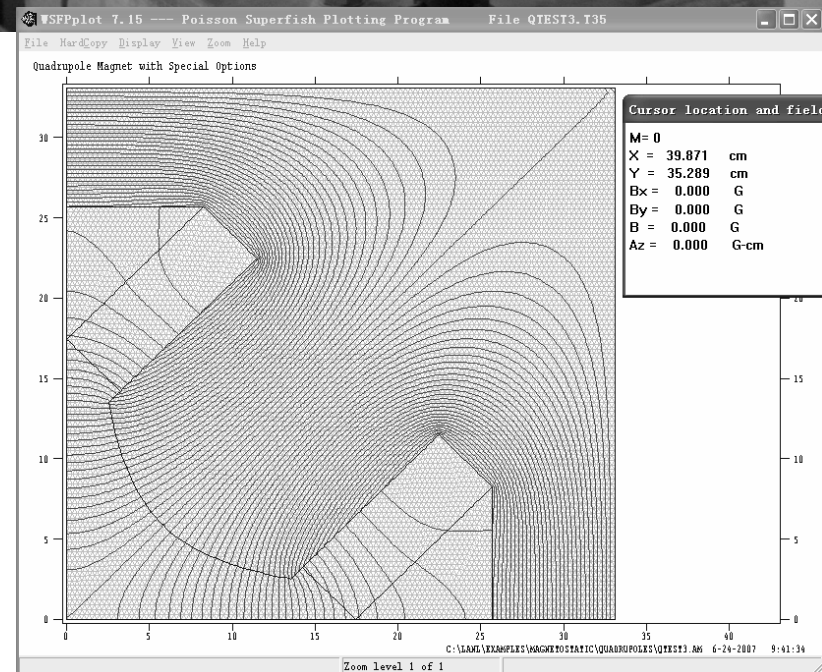 WSFPplot 7.15 --- Poisson Superfish Plotting Program File QTEST3.T35
File HardCopy Display View Zoom Help
Quadrupole Magnet with Special Options
Cursor location and field
M= 0
X = 39.871 cm
Y = 35.289 cm
Bx = 0.000 G
By = 0.000 G
B = 0.000 G
Az = 0.000 G-cm
30
25
20 20
15 15
10 10
5 5
0 0
0 5 10 15 20 25 30 35 40
C:\LANL\EXAMPLES\MAGNETOSTATIC\QUADRUPOLES\QTEST3.AM 6-24-2007 9:41:34
Zoom level 1 of 1